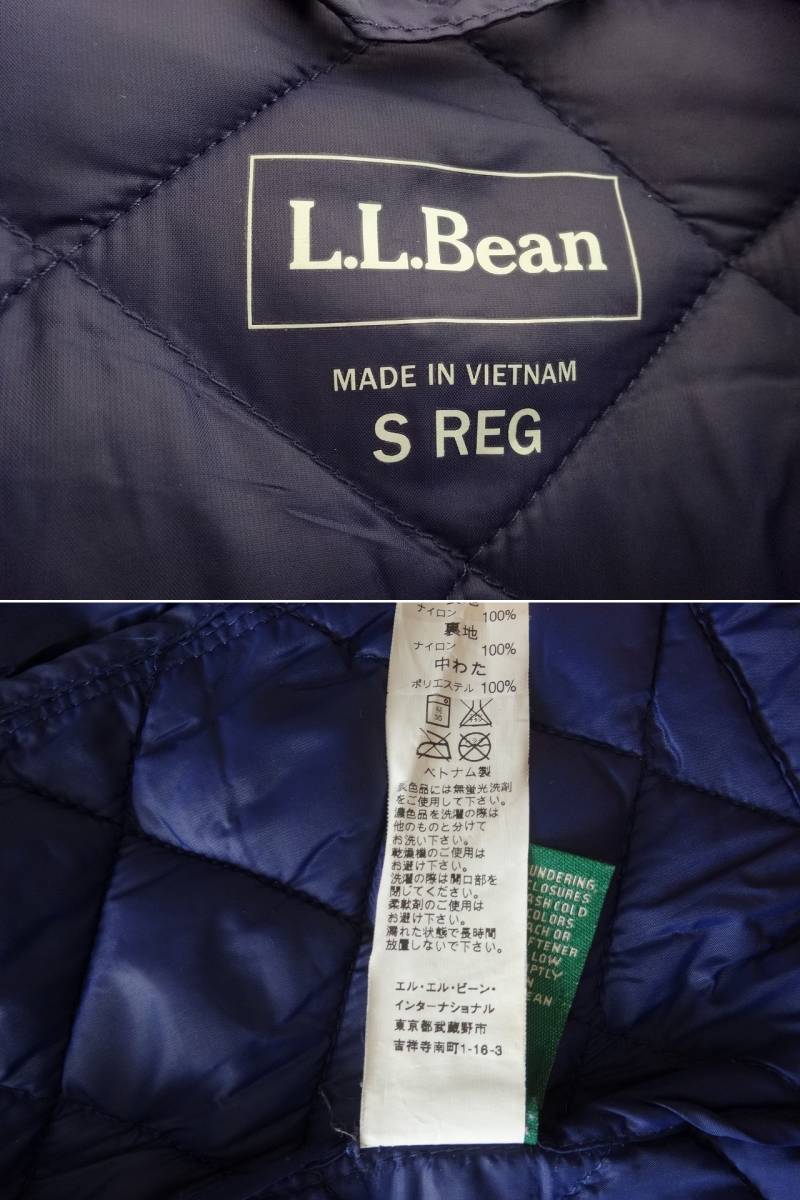 L.L.Bean
MADE IN VIETNAM
S REG
ナイロン 100%
裏地
ナイロン 100%
中わた
ポリエステル 100%
ベトナム製
淡色品には無蛍光洗剤
をご使用して下さい。
濃色品を洗濯の際は
他のものと分けて
お洗い下さい。
乾燥機のご使用は
お避け下さい。
洗濯の際は開口部を
閉じてください。
柔軟剤のご使用は
お避け下さい。
濡れた状態で長時間
放置しないで下さい。
エル・エル・ビーン・
インターナショナル
東京都武蔵野市
吉祥寺南町1-16-3
UNDERING,
CLOSURES
ASH COLD
COLORS
ACH OR
FTENER
LOW
MPTLY
N
BEAN